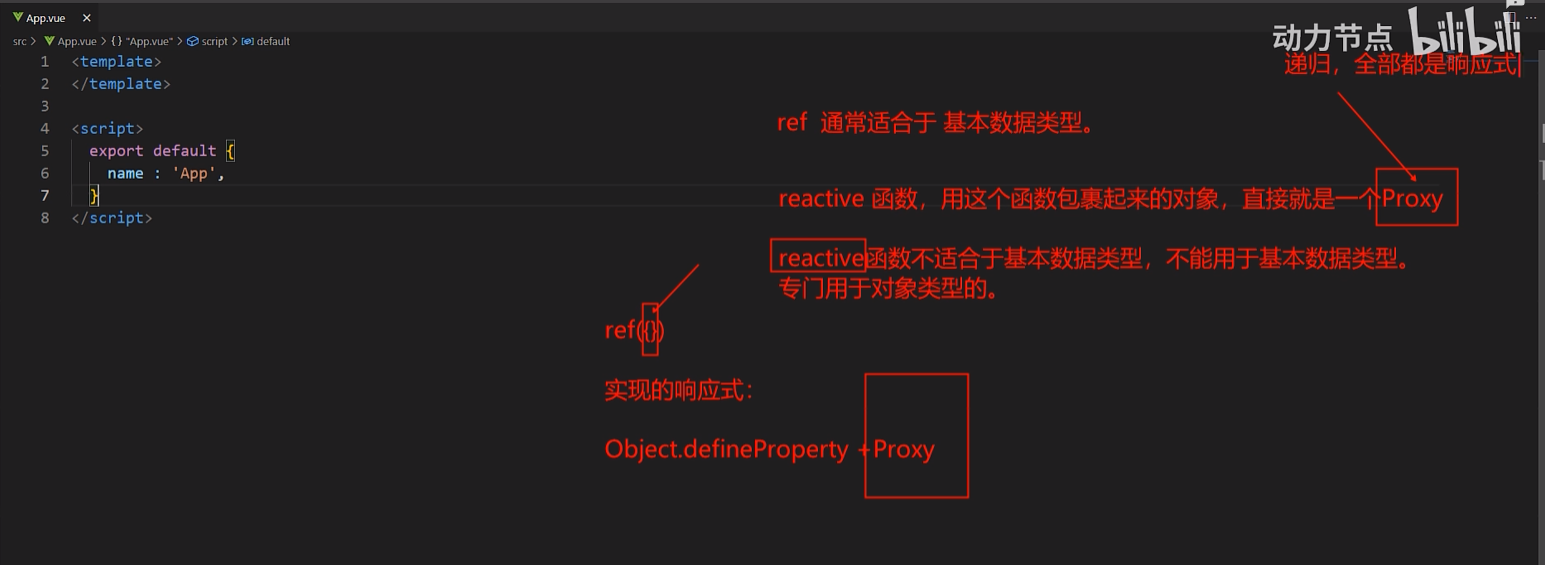 App.vue
src > App.vue > {} "App.vue" > script > default
动力节点 bilibili
递归，全部都是响应式
1 <template>
2 </template>
3
4 <script>
5 export default {
6 name : 'App',
7 }
8 </script>
ref 通常适合于 基本数据类型。
reactive 函数，用这个函数包裹起来的对象，直接就是一个Proxy
reactive函数不适合于基本数据类型，不能用于基本数据类型。
专门用于对象类型的。
ref({})
实现的响应式：
Object.defineProperty +Proxy